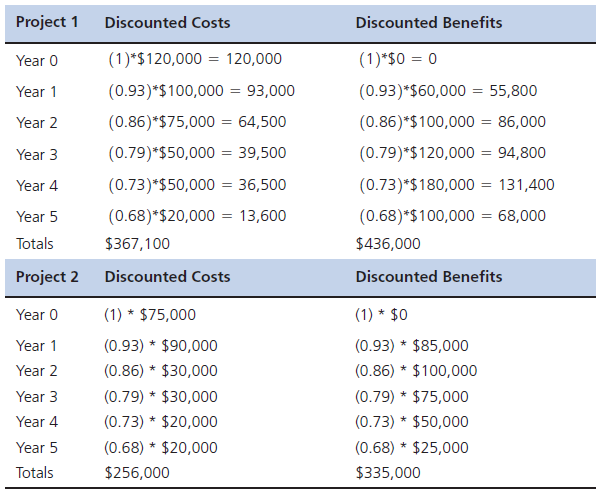 Project 1 Discounted Costs Discounted Benefits
Year 0 (1)*$120,000 = 120,000 (1)*$0 = 0
Year 1 (0.93)*$100,000 = 93,000 (0.93)*$60,000 = 55,800
Year 2 (0.86)*$75,000 = 64,500 (0.86)*$100,000 = 86,000
Year 3 (0.79)*$50,000 = 39,500 (0.79)*$120,000 = 94,800
Year 4 (0.73)*$50,000 = 36,500 (0.73)*$180,000 = 131,400
Year 5 (0.68)*$20,000 = 13,600 (0.68)*$100,000 = 68,000
Totals $367,100 $436,000
Project 2 Discounted Costs Discounted Benefits
Year 0 (1) * $75,000 (1) * $0
Year 1 (0.93) * $90,000 (0.93) * $85,000
Year 2 (0.86) * $30,000 (0.86) * $100,000
Year 3 (0.79) * $30,000 (0.79) * $75,000
Year 4 (0.73) * $20,000 (0.73) * $50,000
Year 5 (0.68) * $20,000 (0.68) * $25,000
Totals $256,000 $335,000